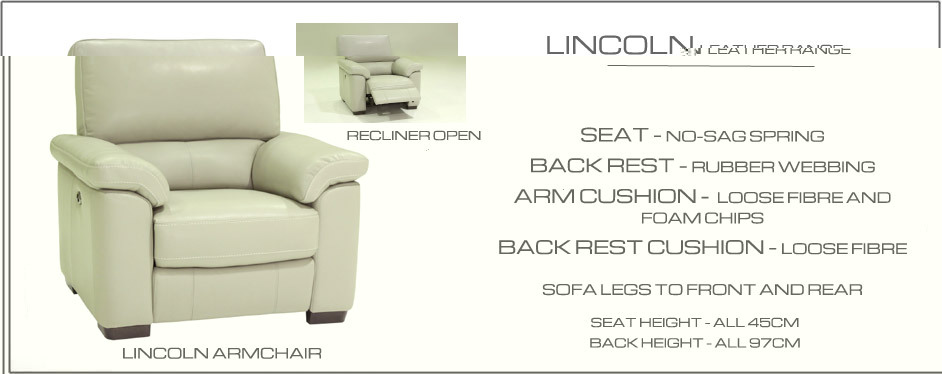 LINCOLN
RECLINER OPEN
SEAT - NO-SAG SPRING
BACK REST - RUBBER WEBBING
ARM CUSHION - LOOSE FIBRE AND
FOAM CHIPS
BACK REST CUSHION - LOOSE FIBRE
SOFA LEGS TO FRONT AND REAR
SEAT HEIGHT - ALL 45CM
BACK HEIGHT - ALL 97CM
LINCOLN ARMCHAIR